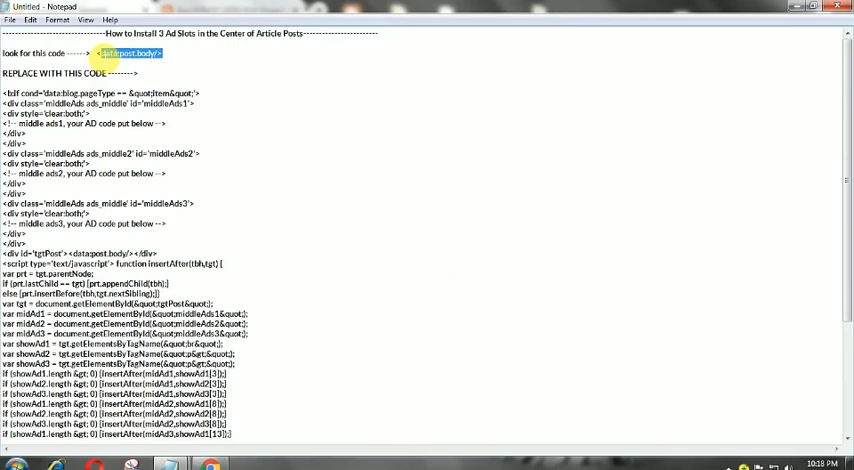 Untitled - Notepad
File Edit Format View Help
------------------------------------How to Install 3 Ad Slots in the Center of Article Posts--------------------------
look for this code ------> <data:post.body/>
REPLACE WITH THIS CODE -------->
<b:if cond='data:blog.pageType == &quot;item&quot;'>
<div class='middleAds ads_middle' id='middleAds1'>
<div style='clear:both;'>
<!-- middle ads1, your AD code put below -->
</div>
</div>
<div class='middleAds ads_middle2' id='middleAds2'>
<div style='clear:both;'>
<!-- middle ads2, your AD code put below -->
</div>
</div>
<div class='middleAds ads_middle' id='middleAds3'>
<div style='clear:both;'>
<!-- middle ads3, your AD code put below -->
</div>
</div>
<div id='tgtPost'><data:post.body/></div>
<script type='text/javascript'> function insertAfter(tbh,tgt) {
var prt = tgt.parentNode;
if (prt.lastChild == tgt) {prt.appendChild(tbh);}
else {prt.insertBefore(tbh,tgt.nextSibling);}}
var tgt = document.getElementById(&quot;tgtPost&quot;);
var midAd1 = document.getElementById(&quot;middleAds1&quot;);
var midAd2 = document.getElementById(&quot;middleAds2&quot;);
var midAd3 = document.getElementById(&quot;middleAds3&quot;);
var showAd1 = tgt.getElementsByTagName(&quot;br&quot;);
var showAd2 = tgt.getElementsByTagName(&quot;p&gt;&quot;);
var showAd3 = tgt.getElementsByTagName(&quot;p&gt;&quot;);
if (showAd1.length &gt; 0) {insertAfter(midAd1,showAd1[3]);}
if (showAd2.length &gt; 0) {insertAfter(midAd1,showAd2[3]);}
if (showAd3.length &gt; 0) {insertAfter(midAd1,showAd3[3]);}
if (showAd1.length &gt; 0) {insertAfter(midAd2,showAd1[8]);}
if (showAd2.length &gt; 0) {insertAfter(midAd2,showAd2[8]);}
if (showAd3.length &gt; 0) {insertAfter(midAd2,showAd3[8]);}
if (showAd1.length &gt; 0) {insertAfter(midAd3,showAd1[13]);}
10:18 PM